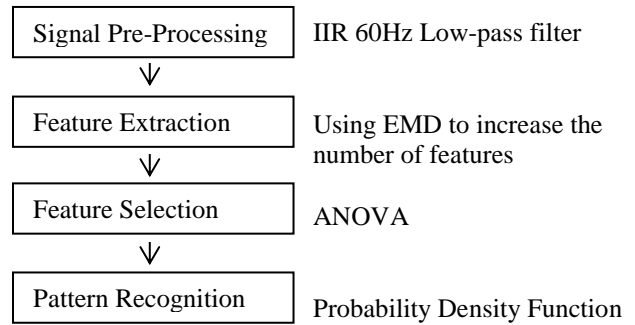 Signal Pre-Processing
IIR 60Hz Low-pass filter
Feature Extraction
Using EMD to increase the
number of features
Feature Selection
ANOVA
Pattern Recognition
Probability Density Function